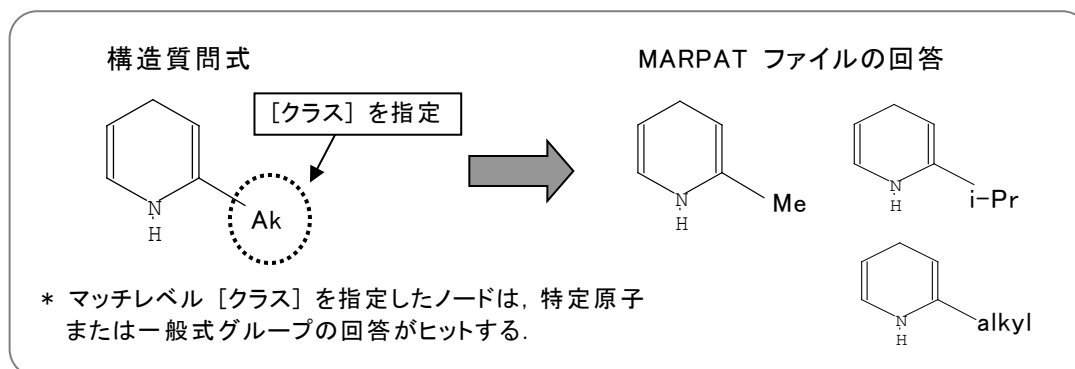 構造質問式
MARPAT ファイルの回答
[クラス] を指定
N
H
Ak
N
H
Me
N
H
i-Pr
N
H
alkyl
* マッチレベル [クラス] を指定したノードは, 特定原子
または一般式グループの回答がヒットする.